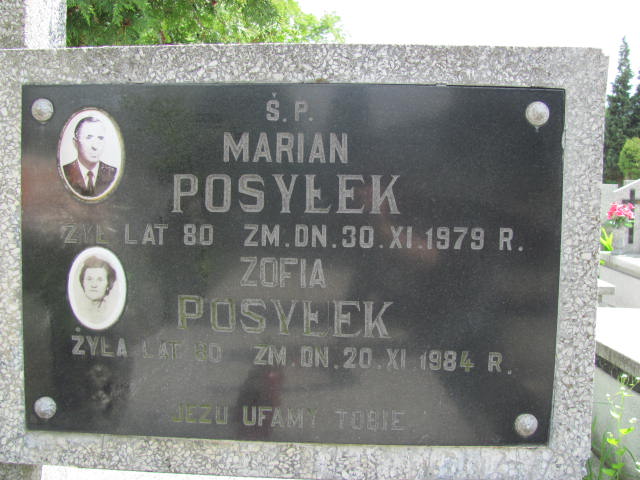 Ś.P.
MARIAN
POSYŁEK
ŻYŁ LAT 80 ZM.DN.30.XI.1979 R.
ZOFIA
POSYŁEK
ŻYŁA LAT 80 ZM.DN.20.XI.1984 R.
JEZU UFAMY TOBIE